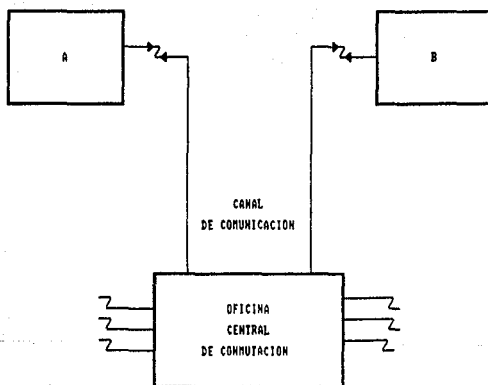 A
B
CANAL
DE COMUNICACION
OFICINA
CENTRAL
DE CONMUTACION